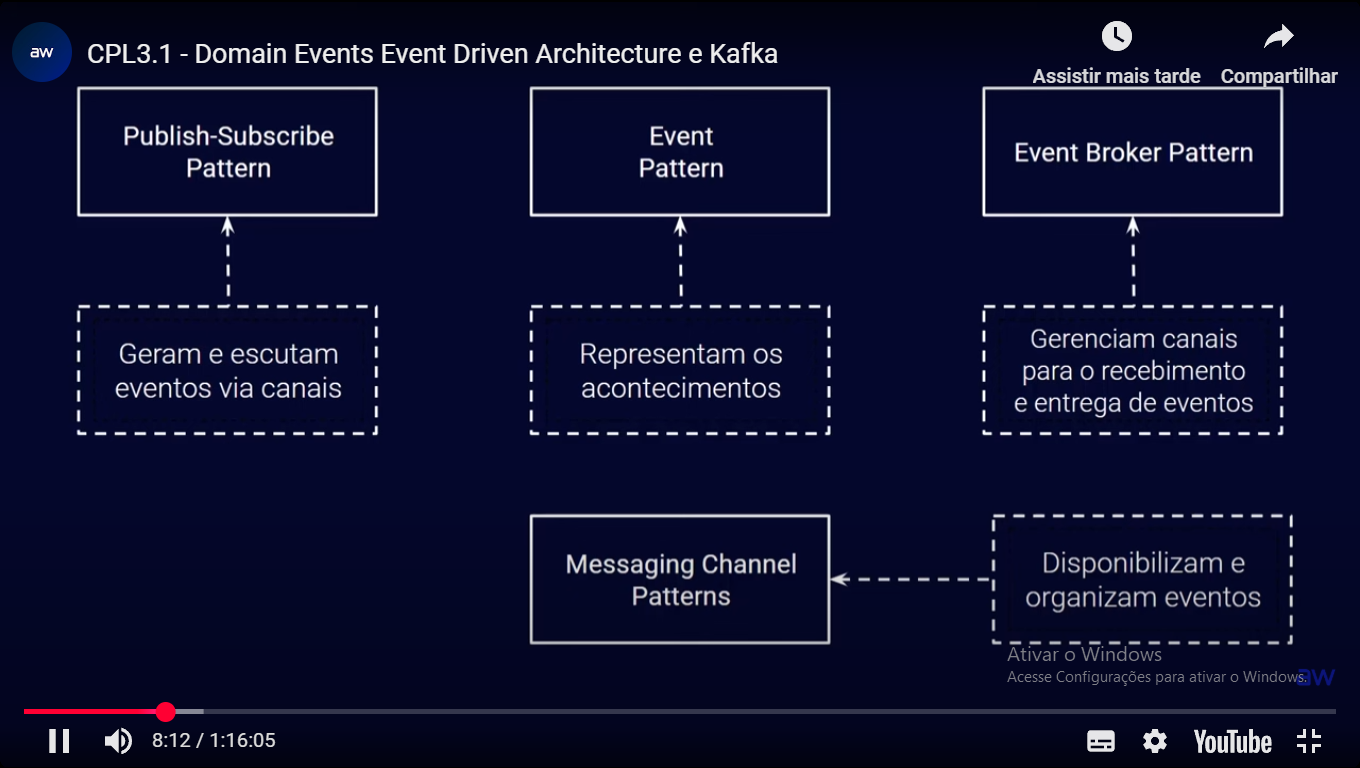 aw
CPL3.1 - Domain Events Event Driven Architecture e Kafka
Assistir mais tarde
Compartilhar
Publish-Subscribe
Pattern
Event
Pattern
Event Broker Pattern
Geram e escutam
eventos via canais
Representam os
acontecimentos
Gerenciam canais
para o recebimento
e entrega de eventos
Messaging Channel
Patterns
Disponibilizam e
organizam eventos
Ativar o Windows
Acesse Configurações para ativar o Windows.
aw
8:12 / 1:16:05
YouTube